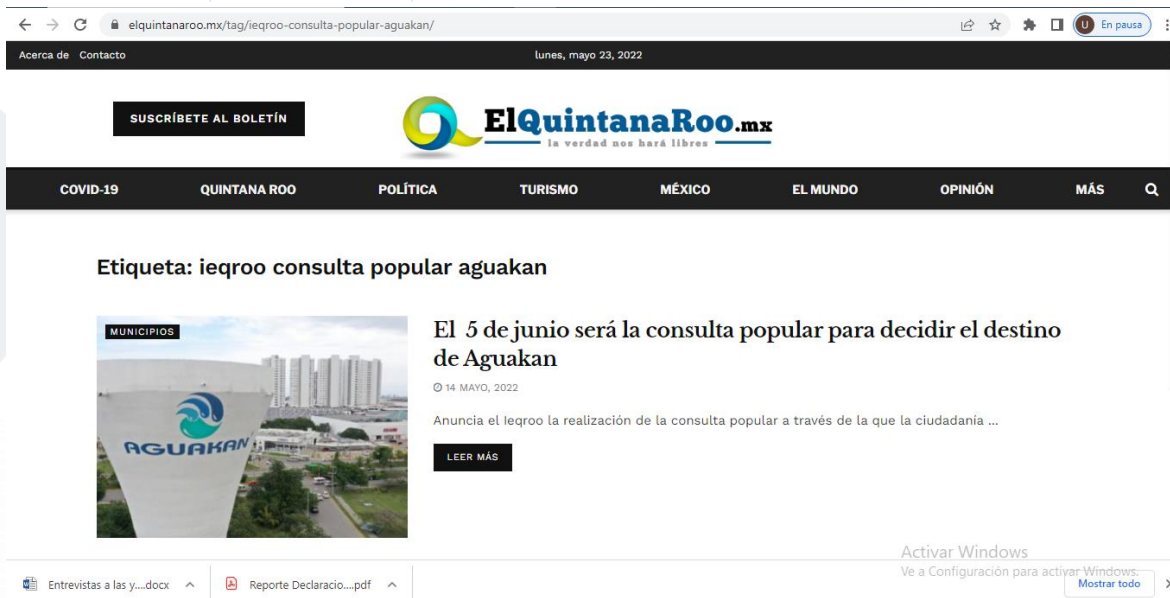 elquintanaroo.mx/tag/ieqroo-consulta-popular-aguakan/
U En pausa
Acerca de Contacto
lunes, mayo 23, 2022
SUSCRÍBETE AL BOLETÍN
ElQuintanaRoo.mx
la verdad nos hará libres
COVID-19 QUINTANA ROO POLÍTICA TURISMO MÉXICO EL MUNDO OPINIÓN MÁS
Etiqueta: ieqroo consulta popular aguakan
MUNICIPIOS
AGUAKAN
El 5 de junio será la consulta popular para decidir el destino
de Aguakan
14 MAYO, 2022
Anuncia el Ieqroo la realización de la consulta popular a través de la que la ciudadanía ...
LEER MÁS
Activar Windows
Ve a Configuración para activar Windows.
Entrevistas a las y....docx
Reporte Declaracio....pdf
Mostrar todo